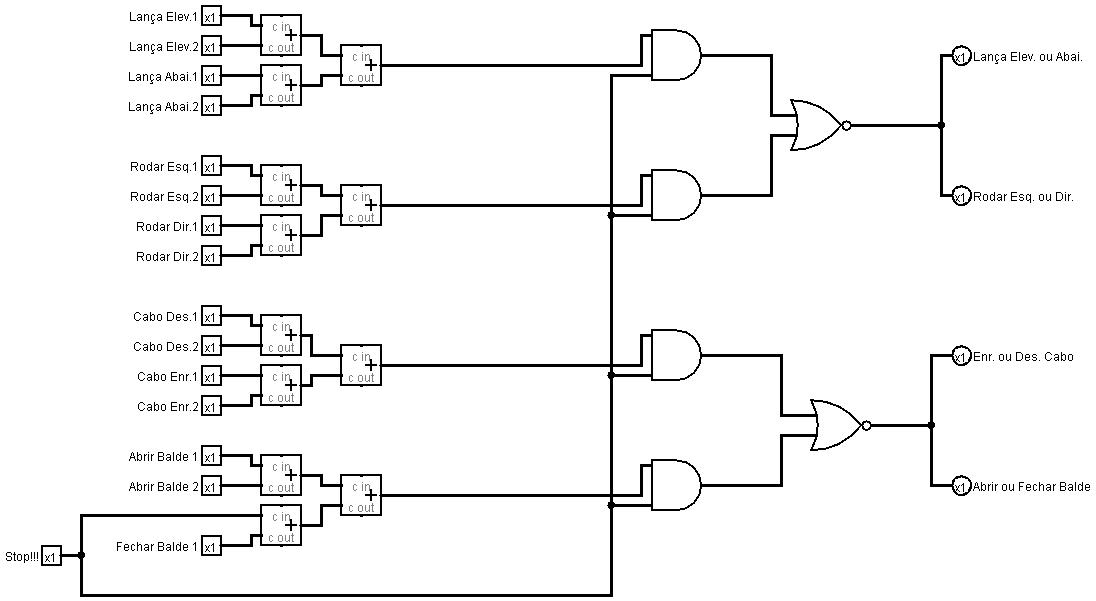 Lança Elev.1 x1
c in
Lança Elev.2 x1
c out
c in
c out
Lança Abai.1 x1
c in
Lança Abai.2 x1
c out
x1 Lança Elev. ou Abai.
Rodar Esq.1 x1
c in
Rodar Esq.2 x1
c out
c in
c out
Rodar Dir.1 x1
c in
Rodar Dir.2 x1
c out
x1 Rodar Esq. ou Dir.
Cabo Des.1 x1
c in
Cabo Des.2 x1
c out
c in
c out
Cabo Enr.1 x1
c in
Cabo Enr.2 x1
c out
x1 Enr. ou Des. Cabo
Abrir Balde 1 x1
c in
Abrir Balde 2 x1
c out
c in
c out
c in
c out
Fechar Balde 1 x1
Stop!!! x1
x1 Abrir ou Fechar Balde